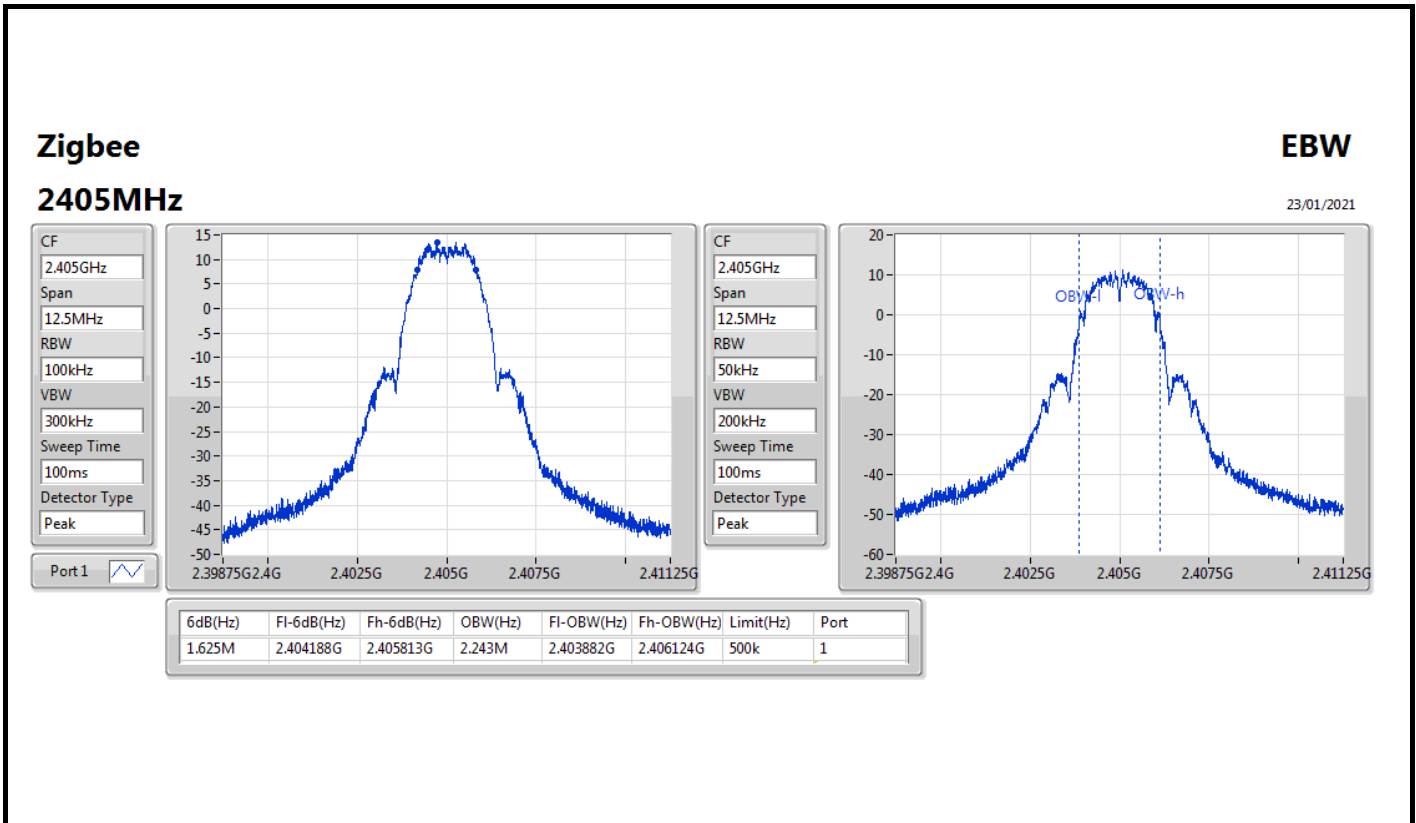 Zigbee
EBW
2405MHz
23/01/2021
CF
2.405GHz
Span
12.5MHz
RBW
100kHz
VBW
300kHz
Sweep Time
100ms
Detector Type
Peak
Port 1
15
10
5
0
-5
-10
-15
-20
-25
-30
-35
-40
-45
-50
2.39875G 2.4G 2.4025G 2.405G 2.4075G 2.41125G
CF
2.405GHz
Span
12.5MHz
RBW
50kHz
VBW
200kHz
Sweep Time
100ms
Detector Type
Peak
20
10
0
-10
-20
-30
-40
-50
-60
OBW-l OBW-h
2.39875G 2.4G 2.4025G 2.405G 2.4075G 2.41125G
6dB(Hz) Fl-6dB(Hz) Fh-6dB(Hz) OBW(Hz) Fl-OBW(Hz) Fh-OBW(Hz) Limit(Hz) Port
1.625M 2.404188G 2.405813G 2.243M 2.403882G 2.406124G 500k 1